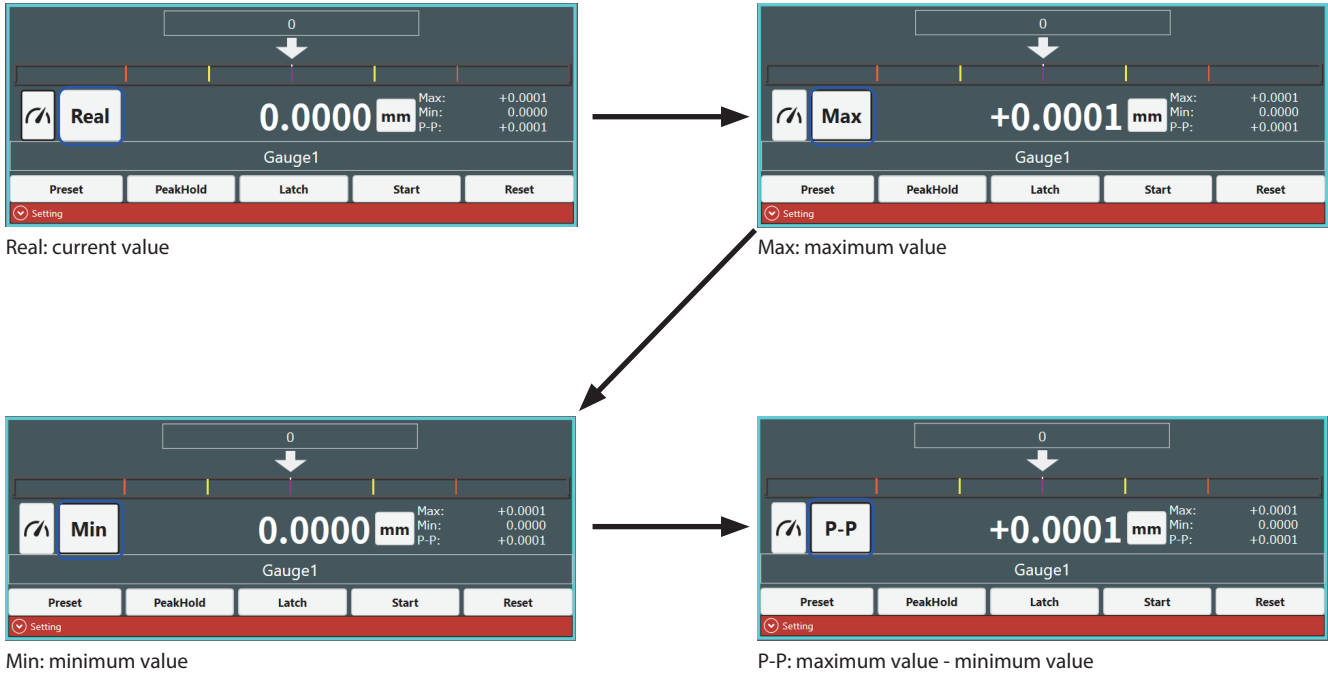 0
Real
0.0000
mm
Max: +0.0001
Min: 0.0000
P-P: +0.0001
Gauge1
Preset PeakHold Latch Start Reset
Setting
Real: current value
0
Max
+0.0001
mm
Max: +0.0001
Min: 0.0000
P-P: +0.0001
Gauge1
Preset PeakHold Latch Start Reset
Setting
Max: maximum value
0
Min
0.0000
mm
Max: +0.0001
Min: 0.0000
P-P: +0.0001
Gauge1
Preset PeakHold Latch Start Reset
Setting
Min: minimum value
0
P-P
+0.0001
mm
Max: +0.0001
Min: 0.0000
P-P: +0.0001
Gauge1
Preset PeakHold Latch Start Reset
Setting
P-P: maximum value - minimum value